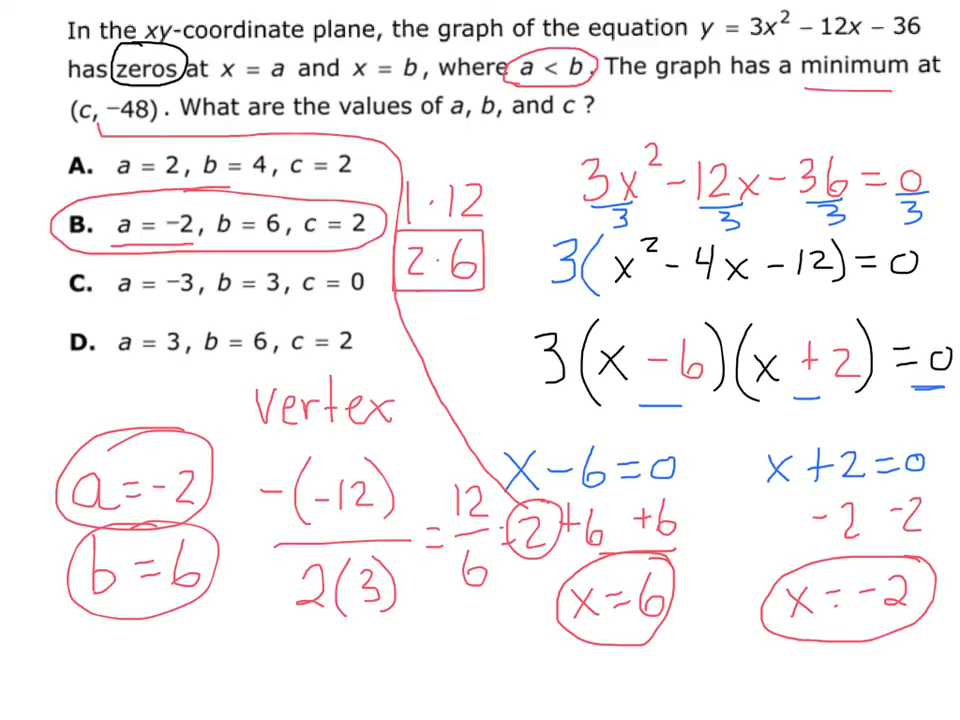 In the xy-coordinate plane, the graph of the equation y = 3x² − 12x − 36
has zeros at x = a and x = b, where a < b. The graph has a minimum at
(c, −48). What are the values of a, b, and c ?
A. a = 2, b = 4, c = 2
B. a = −2, b = 6, c = 2
C. a = −3, b = 3, c = 0
D. a = 3, b = 6, c = 2
1 · 12
2 · 6
3x² − 12x − 36 = 0
3 3 3 3
3(x² − 4x − 12) = 0
3(x − 6)(x + 2) = 0
vertex
a = −2
b = 6
−(−12)
2(3)
= 12
6
= 2
x − 6 = 0
+6 +6
x = 6
x + 2 = 0
−2 −2
x = −2